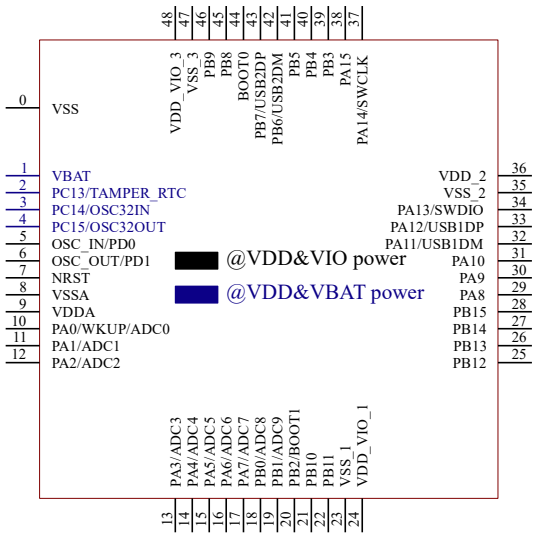 48 VDD_VIO_3
47 VSS_3
46 PB9
45 PB8
44 BOOT0
43 PB7/USB2DP
42 PB6/USB2DM
41 PB5
40 PB4
39 PB3
38 PA15
37 PA14/SWCLK
0 VSS
1 VBAT
2 PC13/TAMPER_RTC
3 PC14/OSC32IN
4 PC15/OSC32OUT
5 OSC_IN/PD0
6 OSC_OUT/PD1
7 NRST
8 VSSA
9 VDDA
10 PA0/WKUP/ADC0
11 PA1/ADC1
12 PA2/ADC2
@VDD&VIO power
@VDD&VBAT power
VDD_2 36
VSS_2 35
PA13/SWDIO 34
PA12/USB1DP 33
PA11/USB1DM 32
PA10 31
PA9 30
PA8 29
PB15 28
PB14 27
PB13 26
PB12 25
13 PA3/ADC3
14 PA4/ADC4
15 PA5/ADC5
16 PA6/ADC6
17 PA7/ADC7
18 PB0/ADC8
19 PB1/ADC9
20 PB2/BOOT1
21 PB10
22 PB11
23 VSS_1
24 VDD_VIO_1